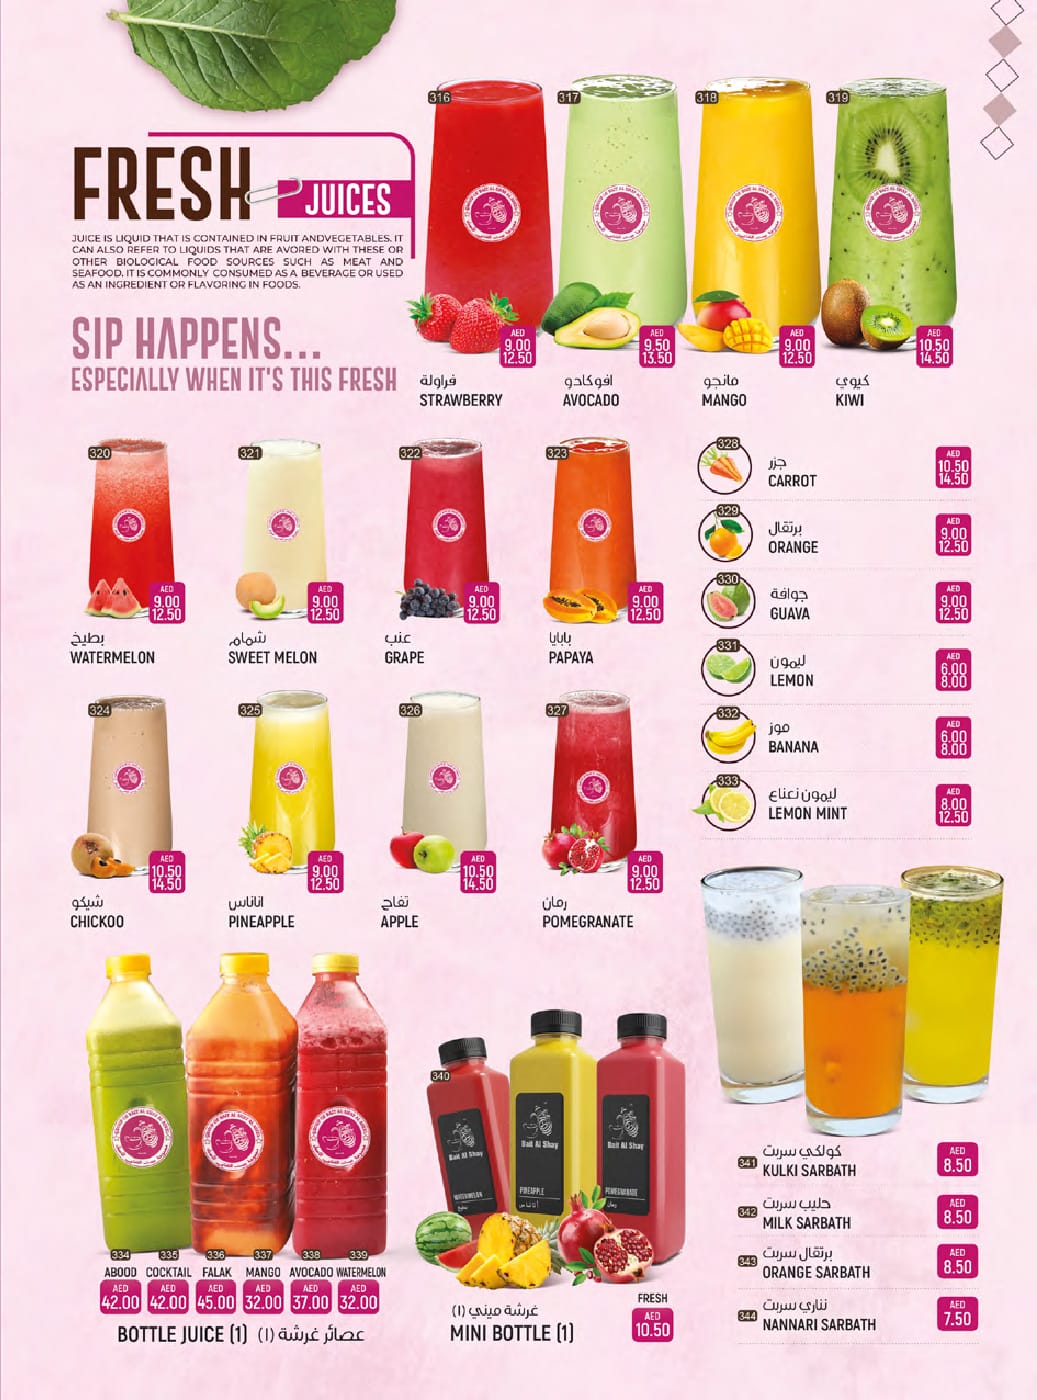 FRESH
JUICES
JUICE IS LIQUID THAT IS CONTAINED IN FRUIT ANDVEGETABLES. IT
CAN ALSO REFER TO LIQUIDS THAT ARE AVORED WITH THESE OR
OTHER BIOLOGICAL FOOD SOURCES SUCH AS MEAT AND
SEAFOOD. IT IS COMMONLY CONSUMED AS A BEVERAGE OR USED
AS AN INGREDIENT OR FLAVORING IN FOODS.
SIP HAPPENS...
ESPECIALLY WHEN IT'S THIS FRESH
316
AED
9.00
12.50
فراولة
STRAWBERRY
317
AED
9.50
13.50
افوكادو
AVOCADO
318
AED
9.00
12.50
مانجو
MANGO
319
AED
10.50
14.50
كيوي
KIWI
320
AED
9.00
12.50
بطيخ
WATERMELON
321
AED
9.00
12.50
شمام
SWEET MELON
322
AED
9.00
12.50
عنب
GRAPE
323
AED
9.00
12.50
بابايا
PAPAYA
324
AED
10.50
14.50
شيكو
CHICKOO
325
AED
9.00
12.50
اناناس
PINEAPPLE
326
AED
10.50
14.50
تفاح
APPLE
327
AED
9.00
12.50
رمان
POMEGRANATE
328
جزر
CARROT
AED
10.50
14.50
329
برتقال
ORANGE
AED
9.00
12.50
330
جوافة
GUAVA
AED
9.00
12.50
331
ليمون
LEMON
AED
6.00
8.00
332
موز
BANANA
AED
6.00
8.00
333
ليمون نعناع
LEMON MINT
AED
8.00
12.50
334 335 336 337 338 339
ABOOD COCKTAIL FALAK MANGO AVOCADO WATERMELON
AED AED AED AED AED AED
42.00 42.00 45.00 32.00 37.00 32.00
BOTTLE JUICE (1) عصائر غرشة (١)
340
Bait Al Shay
WATERMELON
بطيخ
Bait Al Shay
PINEAPPLE
أناناس
Bait Al Shay
POMEGRANADE
رمان
غرشة ميني (١)
MINI BOTTLE (1)
FRESH
AED
10.50
341
كولكي سربت
KULKI SARBATH
AED
8.50
342
حليب سربت
MILK SARBATH
AED
8.50
343
برتقال سربت
ORANGE SARBATH
AED
8.50
344
نناري سربت
NANNARI SARBATH
AED
7.50